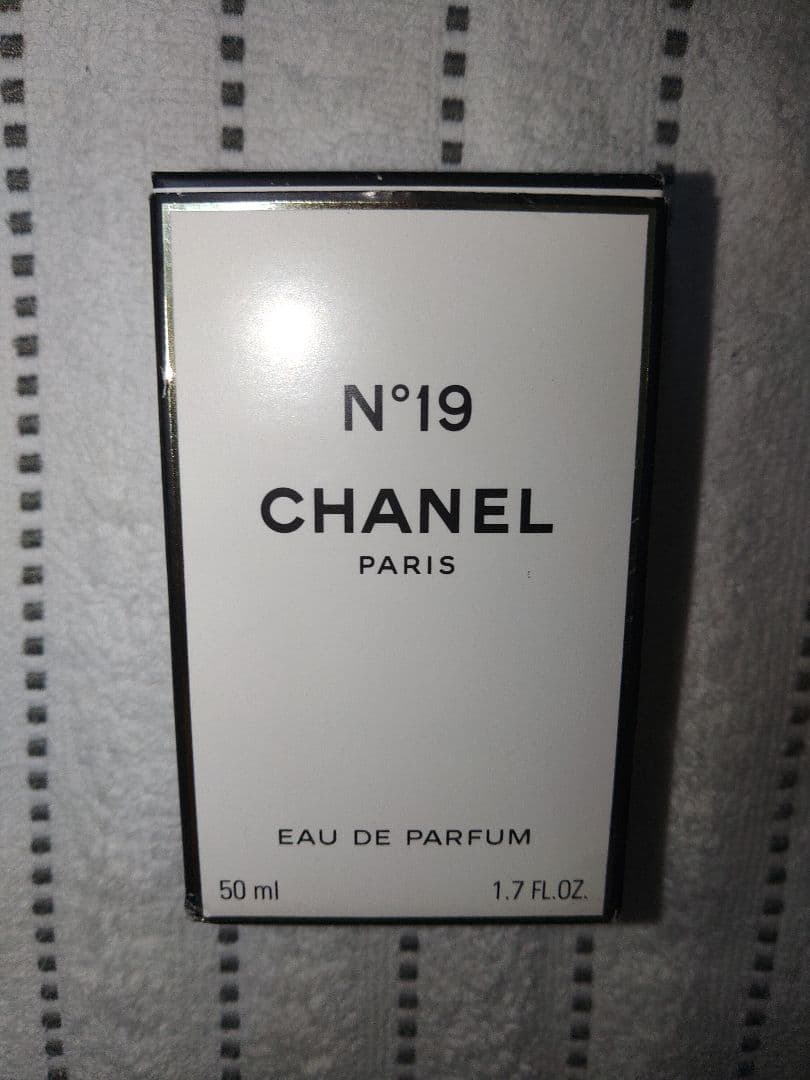 N°19
CHANEL
PARIS
EAU DE PARFUM
50 ml 1.7 FL.OZ.